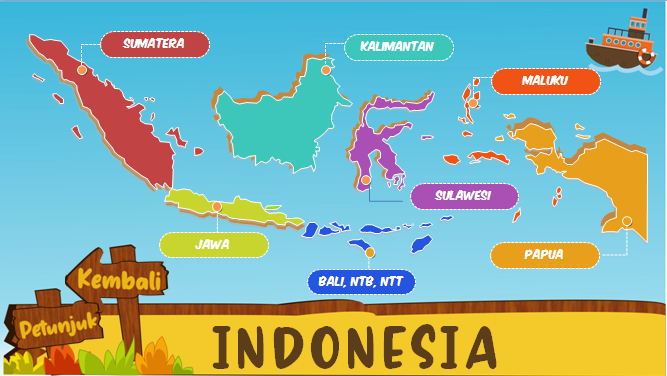 SUMATERA
KALIMANTAN
MALUKU
SULAWESI
JAWA
PAPUA
BALI, NTB, NTT
Kembali
Petunjuk
INDONESIA